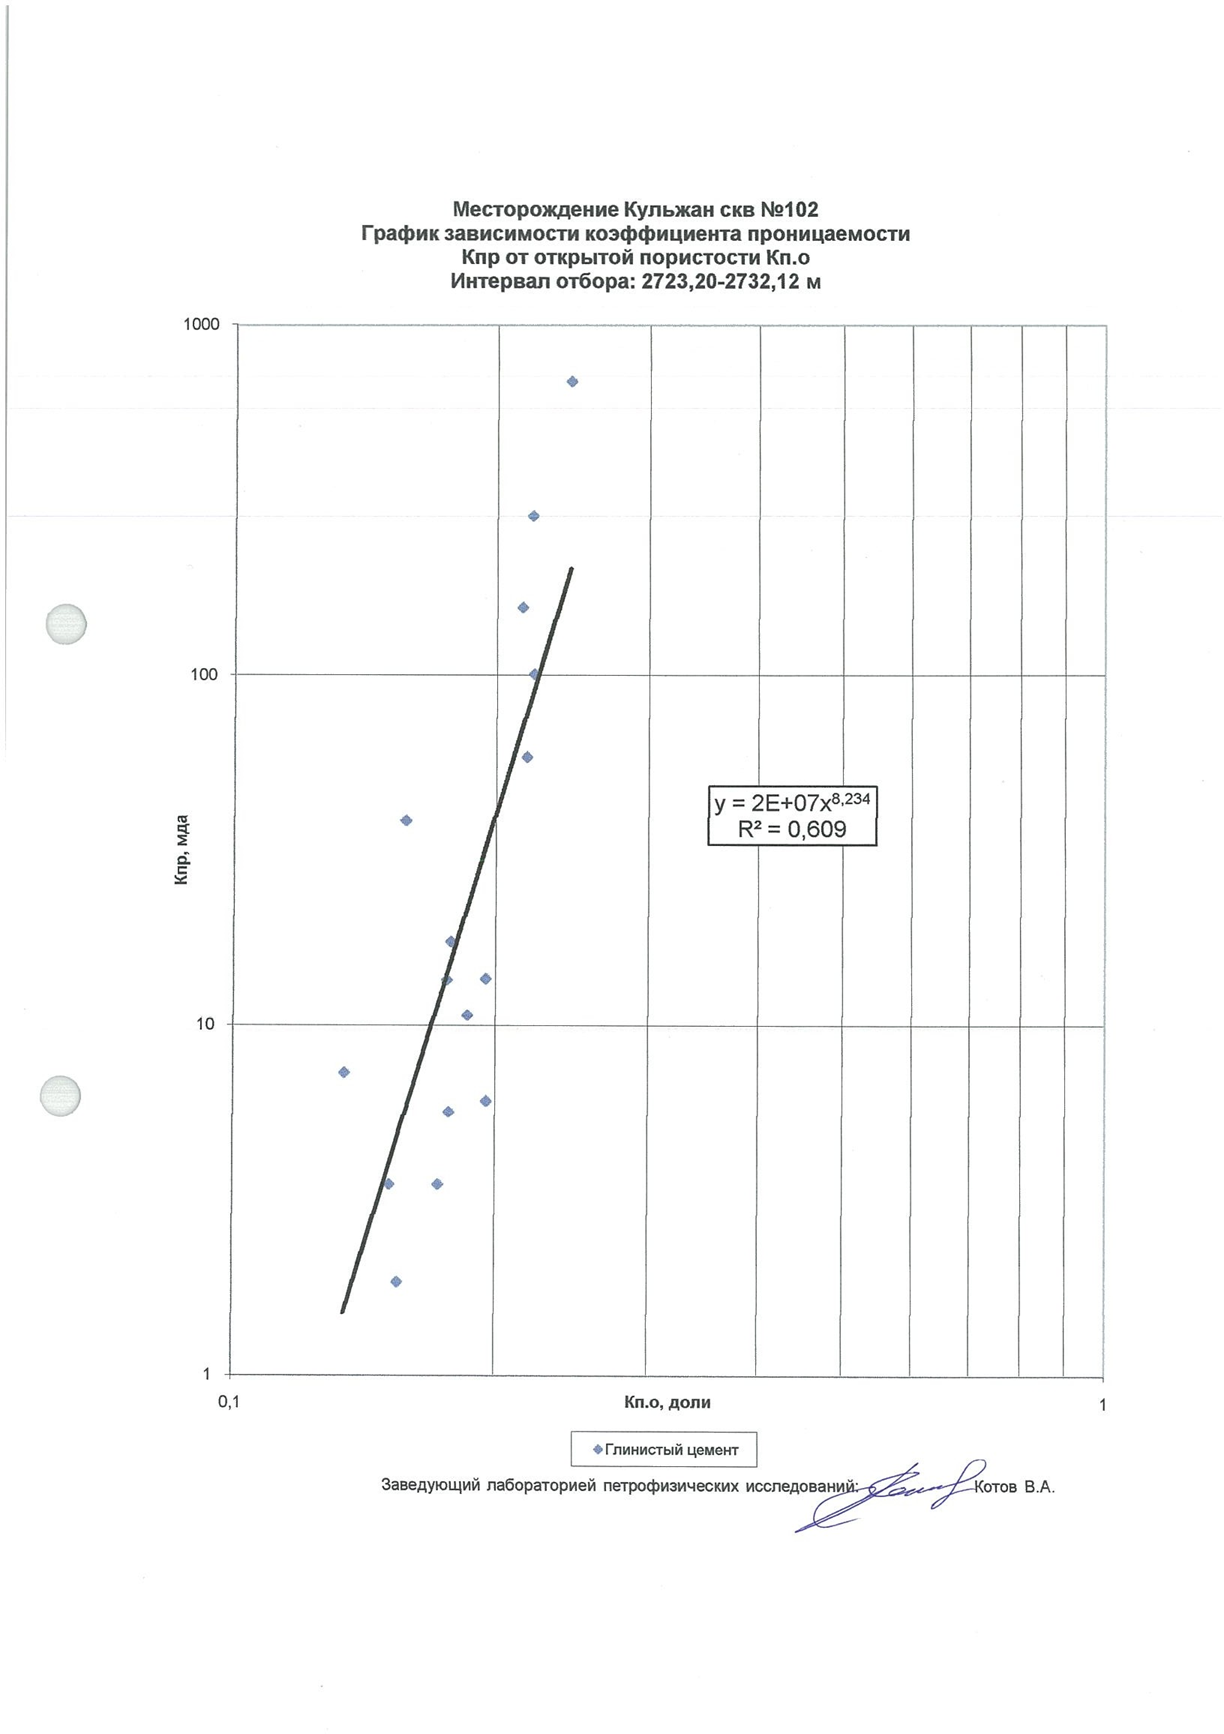 Месторождение Кульжан скв №102
График зависимости коэффициента проницаемости
Кпр от открытой пористости Кп.о
Интервал отбора: 2723,20-2732,12 м
1000
100
10
1
Кпр, мда
y = 2E+07x^8,234
R² = 0,609
0,1
Кп.о, доли
1
Глинистый цемент
Заведующий лабораторией петрофизических исследований: Котов В.А.